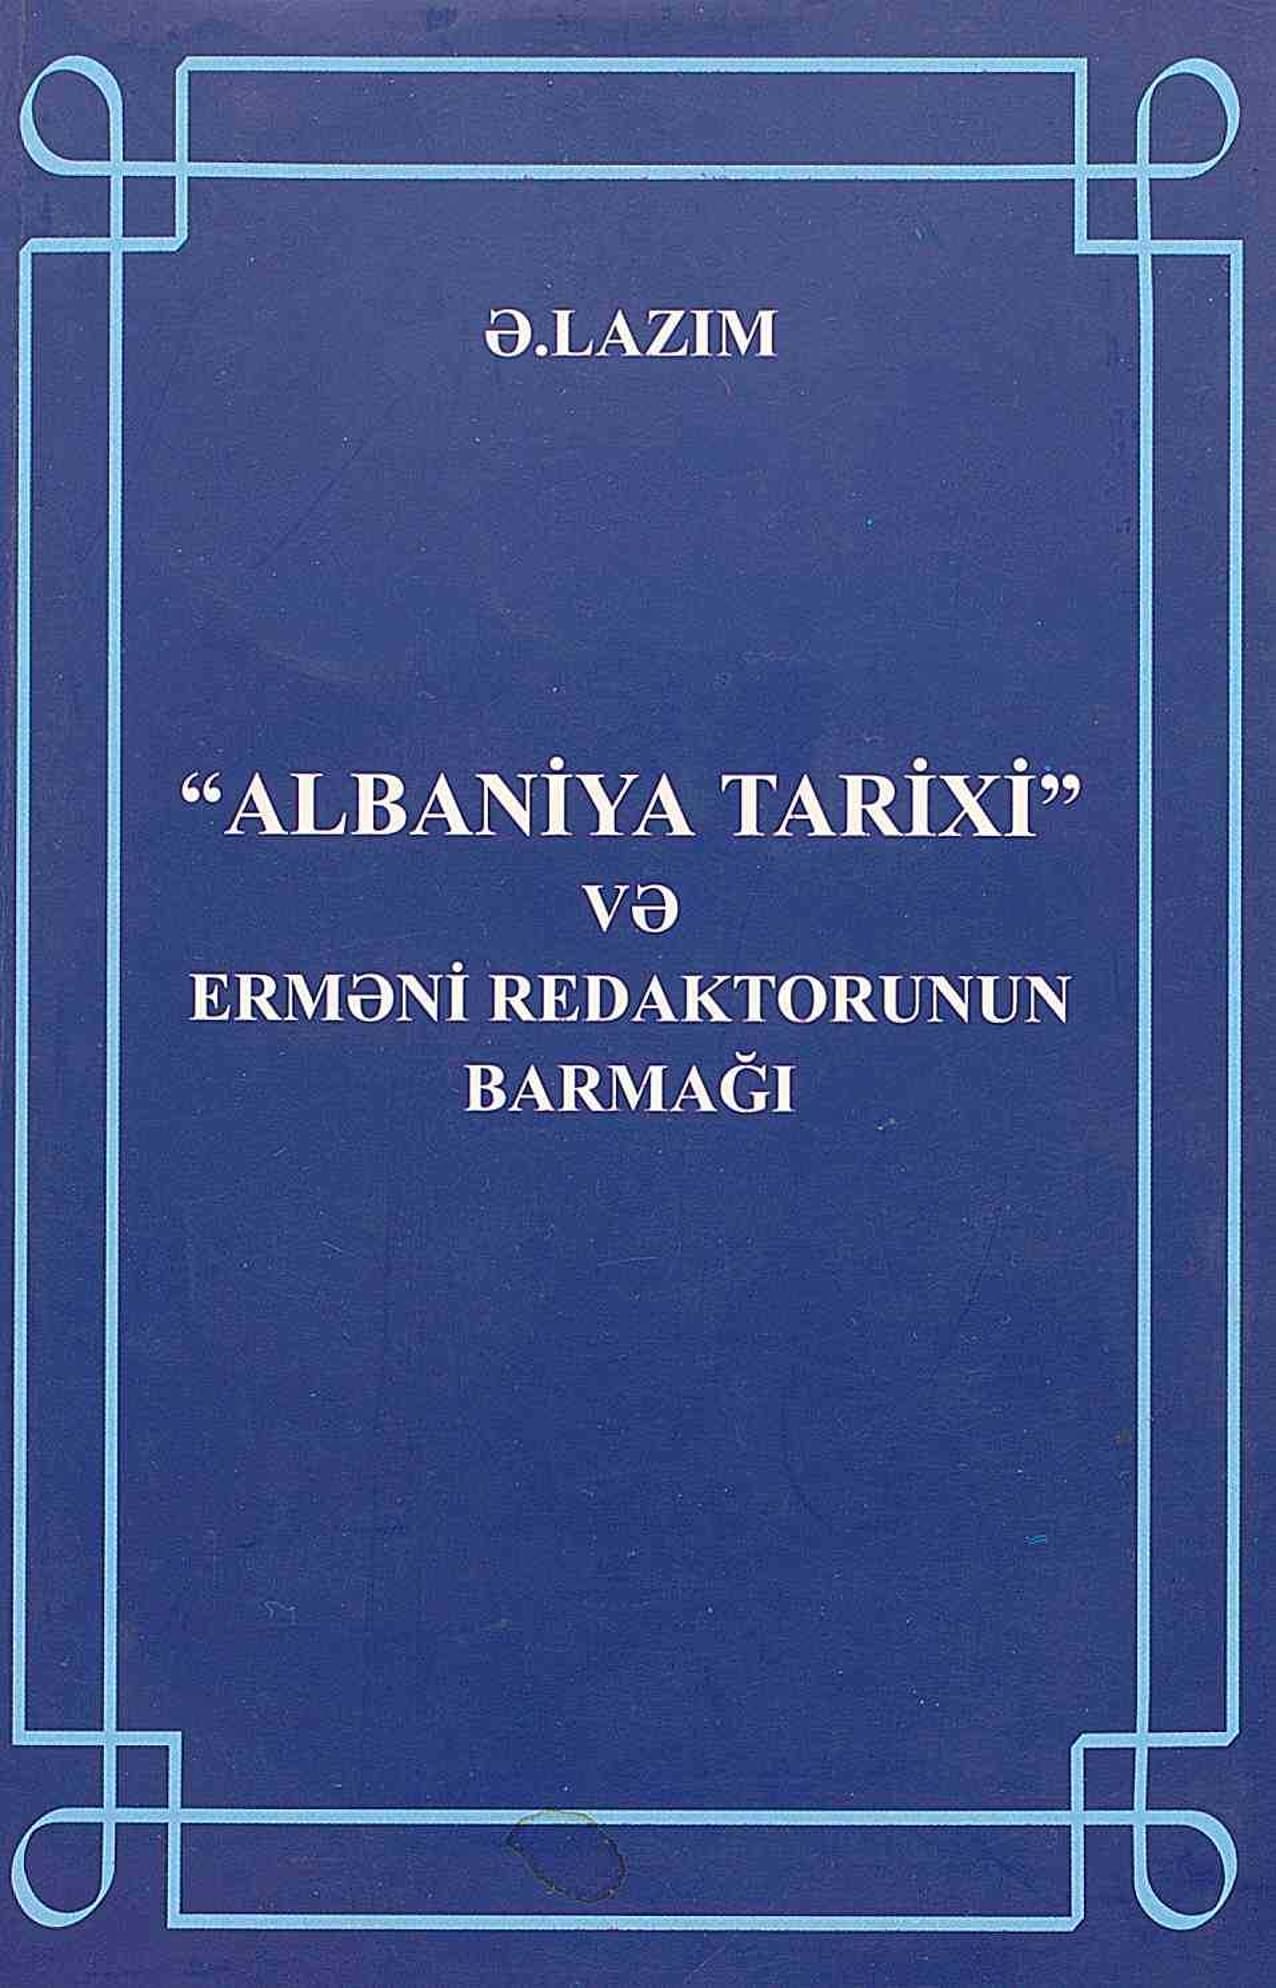 Ə.LAZIM
“ALBANİYA TARİXİ”
VƏ
ERMƏNİ REDAKTORUNUN
BARMAĞI